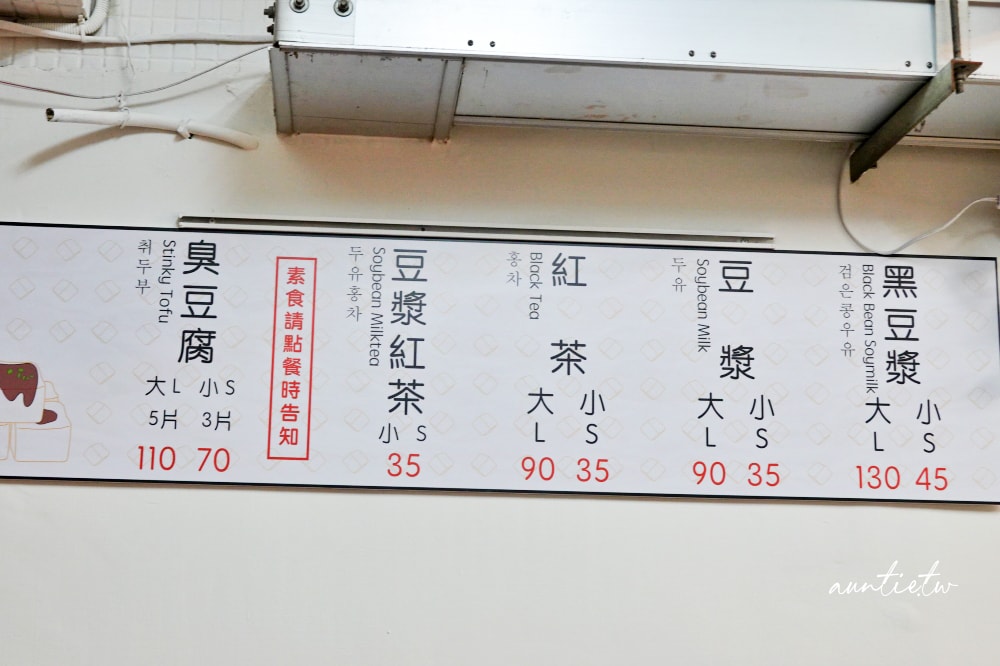 臭豆腐
Stinky Tofu
취두부
大L 小S
5片 3片
110 70
素食請點餐時告知
豆漿紅茶
Soybean Milktea
두유홍차
小 S
35
紅茶
Black Tea
홍차
大 小
L S
90 35
豆漿
Soybean Milk
두유
大 小
L S
90 35
黑豆漿
Black Bean Soymilk
검은콩우유
大 小
L S
130 45
auntie.tw